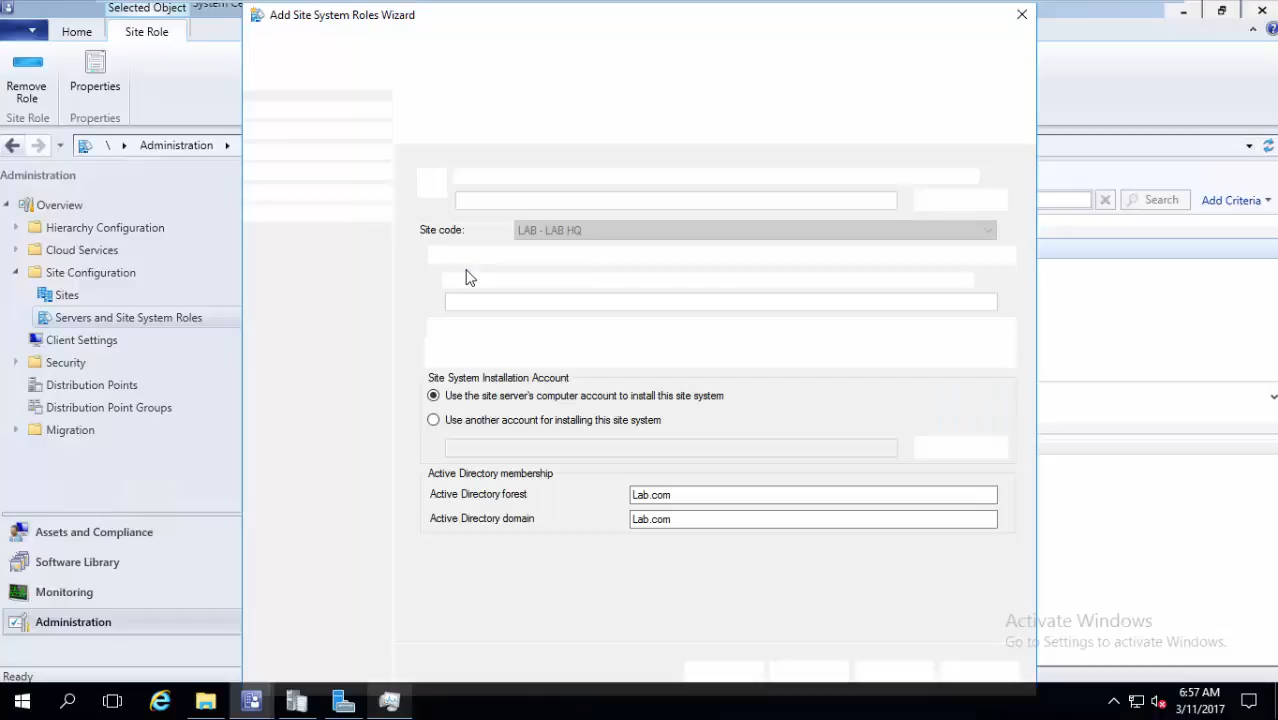 Selected Object
Add Site System Roles Wizard
Home
Site Role
Remove Role
Properties
Site Role
Properties
\
Administration
Administration
Search
Add Criteria
Overview
Hierarchy Configuration
Cloud Services
Site Configuration
Sites
Servers and Site System Roles
Client Settings
Security
Distribution Points
Distribution Point Groups
Migration
Site code:
LAB - LAB HQ
Site System Installation Account
Use the site server's computer account to install this site system
Use another account for installing this site system
Active Directory membership
Active Directory forest
Lab.com
Active Directory domain
Lab.com
Assets and Compliance
Software Library
Monitoring
Administration
Activate Windows
Go to Settings to activate Windows.
Ready
6:57 AM
3/11/2017